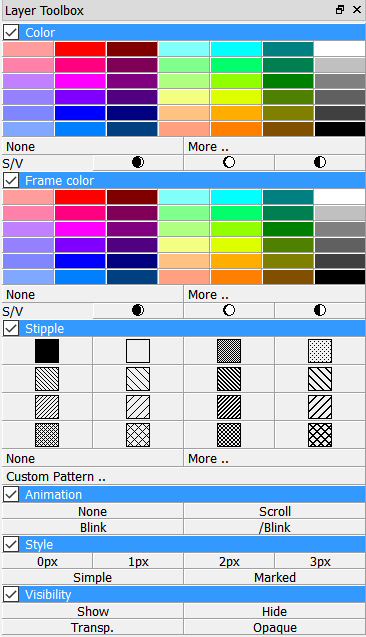 Layer Toolbox
Color
None More ..
S/V
Frame color
None More ..
S/V
Stipple
None More ..
Custom Pattern ..
Animation
None Scroll
Blink /Blink
Style
0px 1px 2px 3px
Simple Marked
Visibility
Show Hide
Transp. Opaque